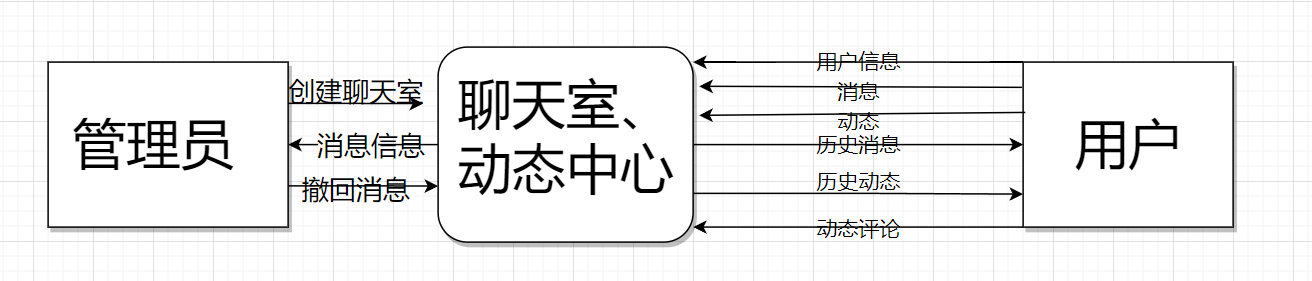 管理员
创建聊天室
消息信息
撤回消息
聊天室、
动态中心
用户信息
消息
动态
历史消息
历史动态
动态评论
用户